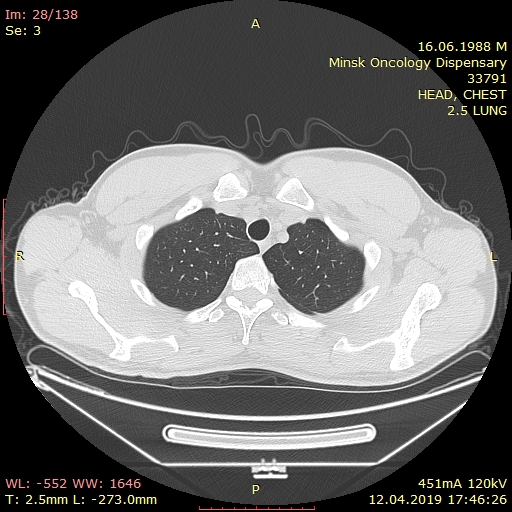 Im: 28/138
Se: 3
A
16.06.1988 M
Minsk Oncology Dispensary
33791
HEAD, CHEST
2.5 LUNG
R
L
WL: -552 WW: 1646
T: 2.5mm L: -273.0mm
P
451mA 120kV
12.04.2019 17:46:26